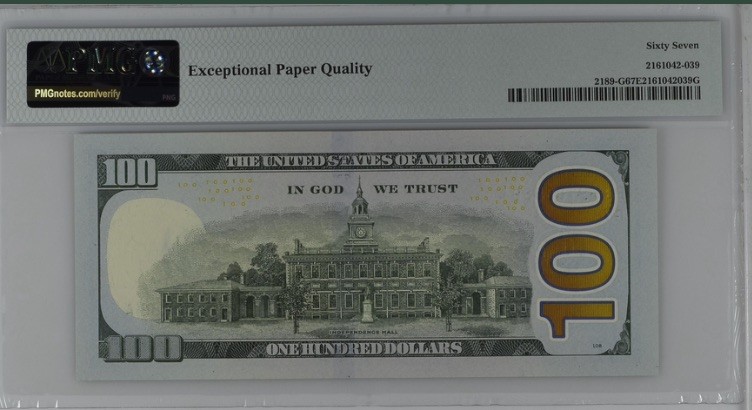 PMG
Sixty Seven
Exceptional Paper Quality
2161042-039
PMGnotes.com/verify
2189-G67E2161042039G
PMG
100
THE UNITED STATES OF AMERICA
IN GOD WE TRUST
100
INDEPENDENCE HALL
100
ONE HUNDRED DOLLARS